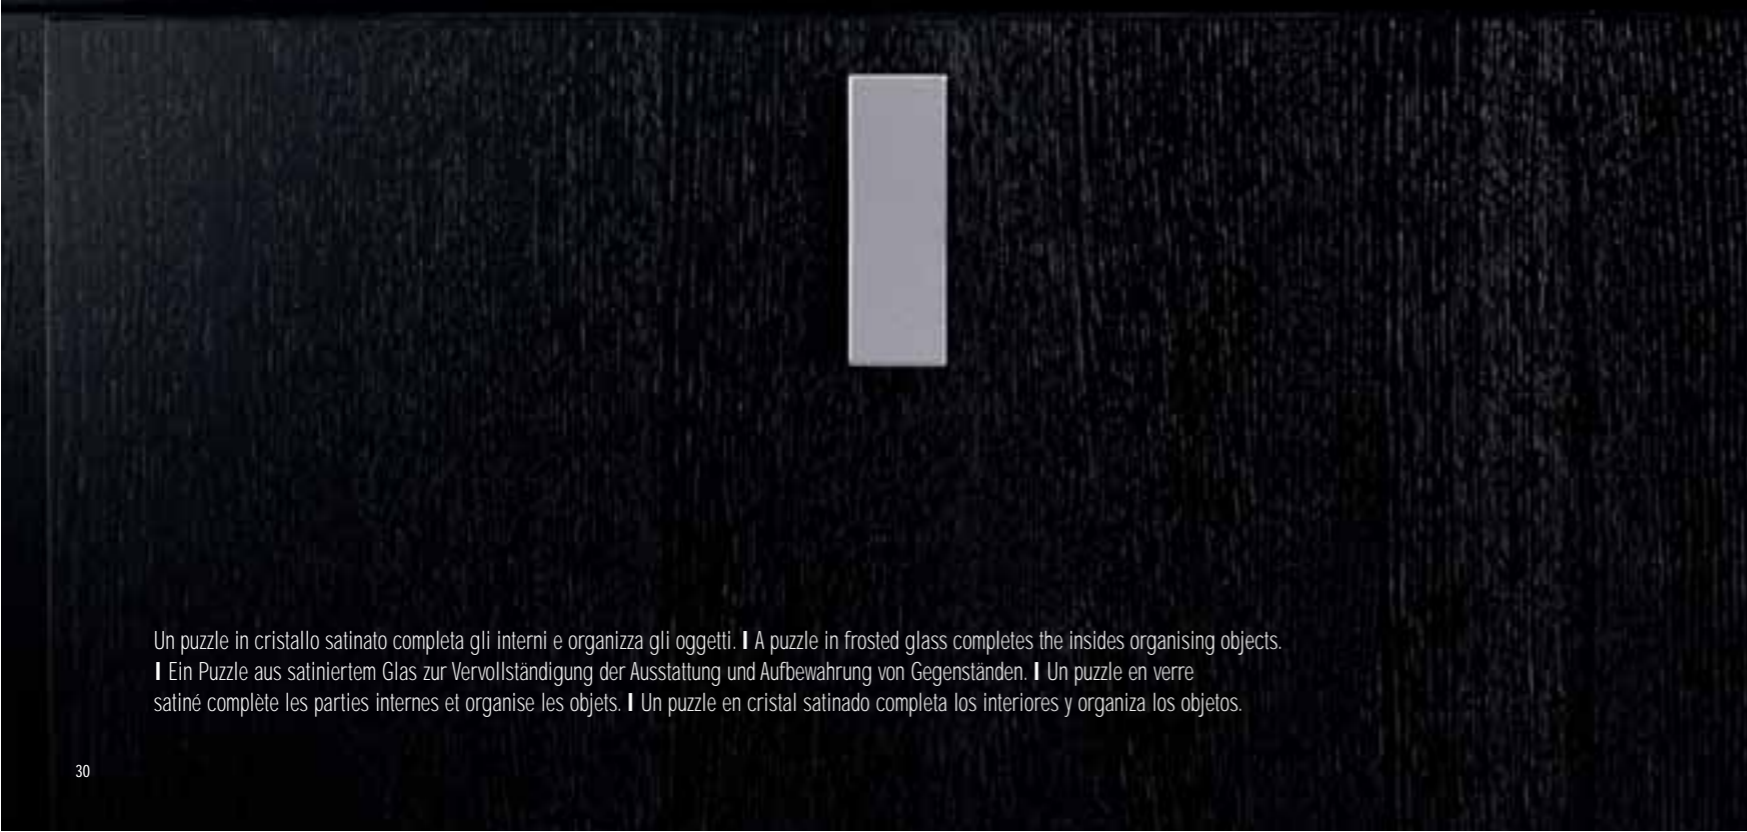 Un puzzle in cristallo satinato completa gli interni e organizza gli oggetti. I A puzzle in frosted glass completes the insides organising objects.
I Ein Puzzle aus satiniertem Glas zur Vervollständigung der Ausstattung und Aufbewahrung von Gegenständen. I Un puzzle en verre
satiné complète les parties internes et organise les objets. I Un puzzle en cristal satinado completa los interiores y organiza los objetos.
30